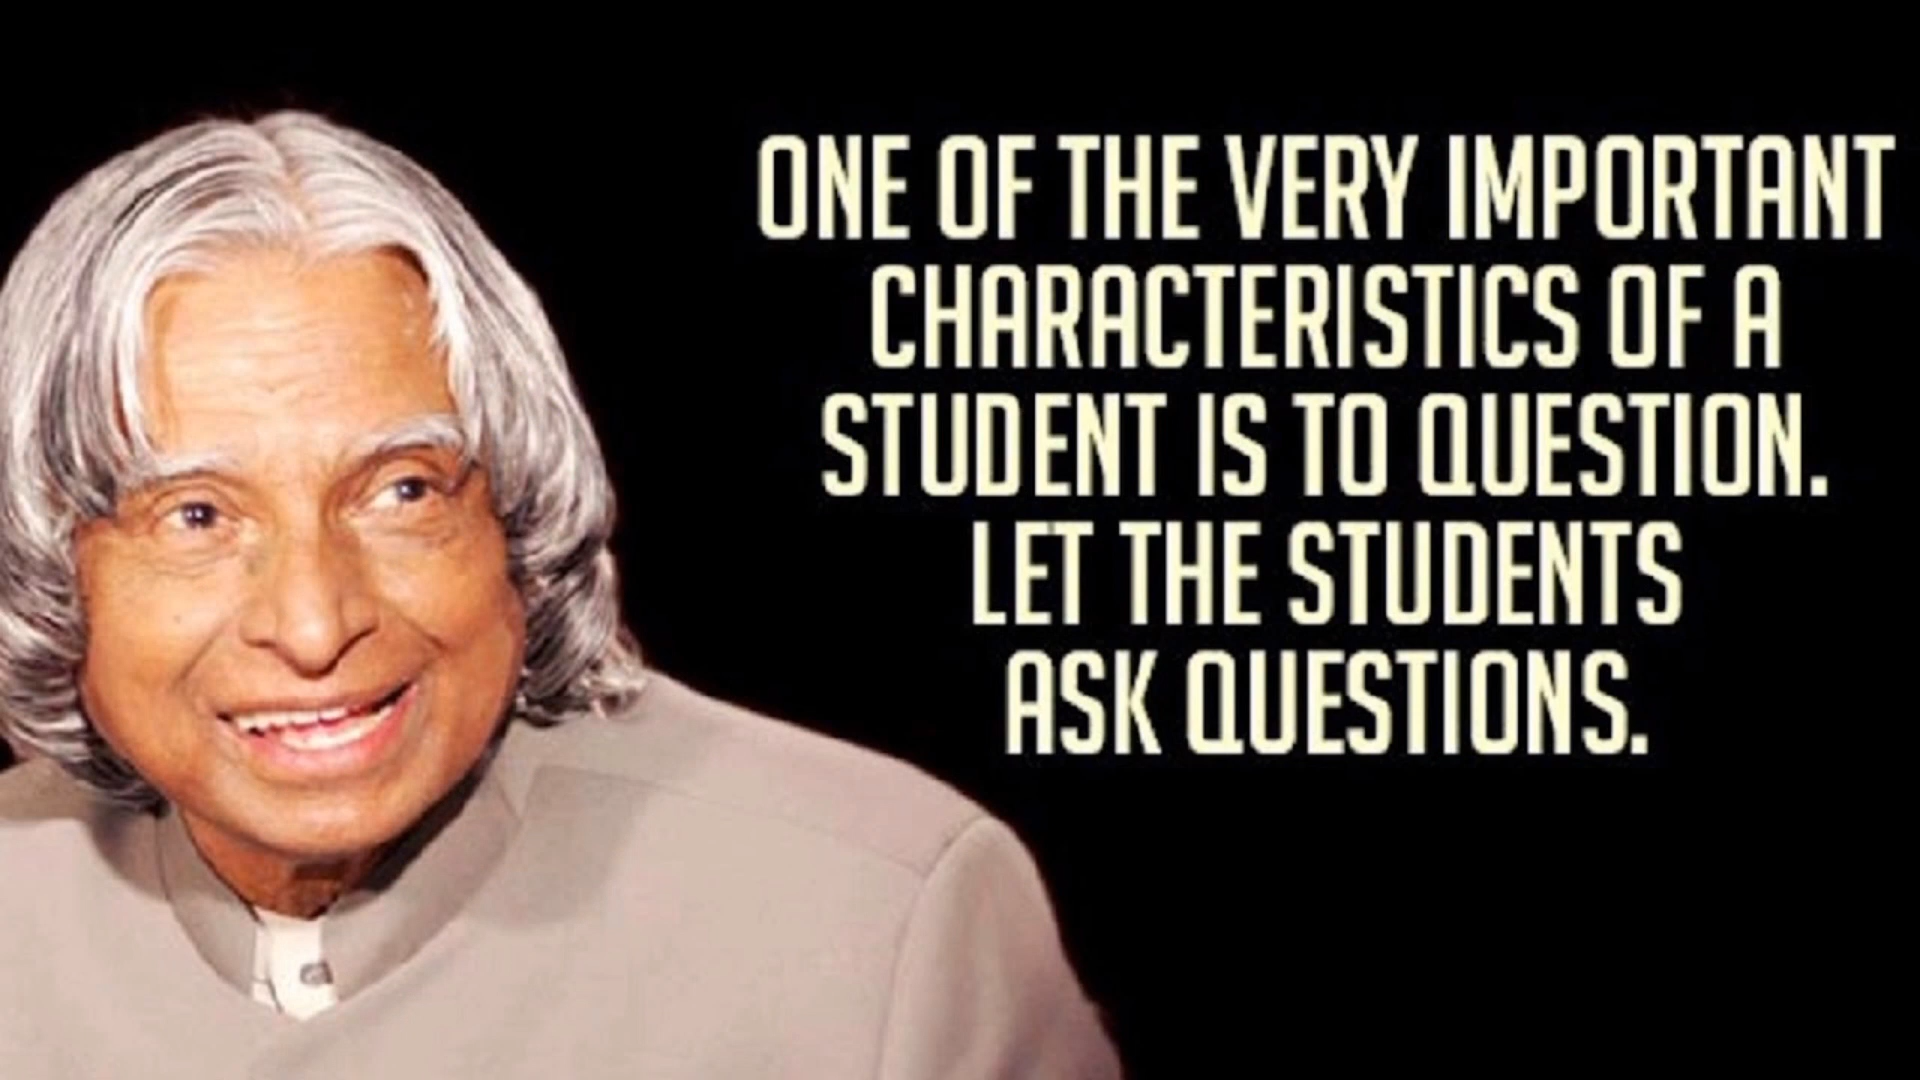 ONE OF THE VERY IMPORTANT
CHARACTERISTICS OF A
STUDENT IS TO QUESTION.
LET THE STUDENTS
ASK QUESTIONS.